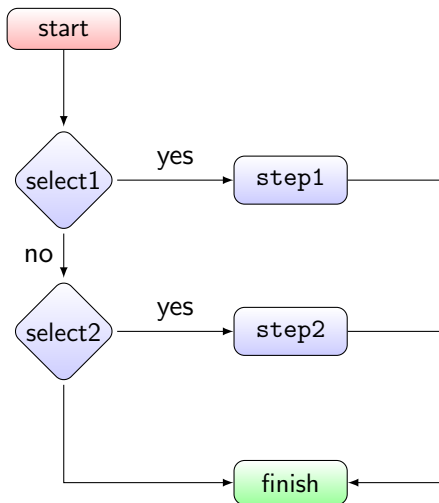 start
yes
select1
step1
no
yes
select2
step2
finish